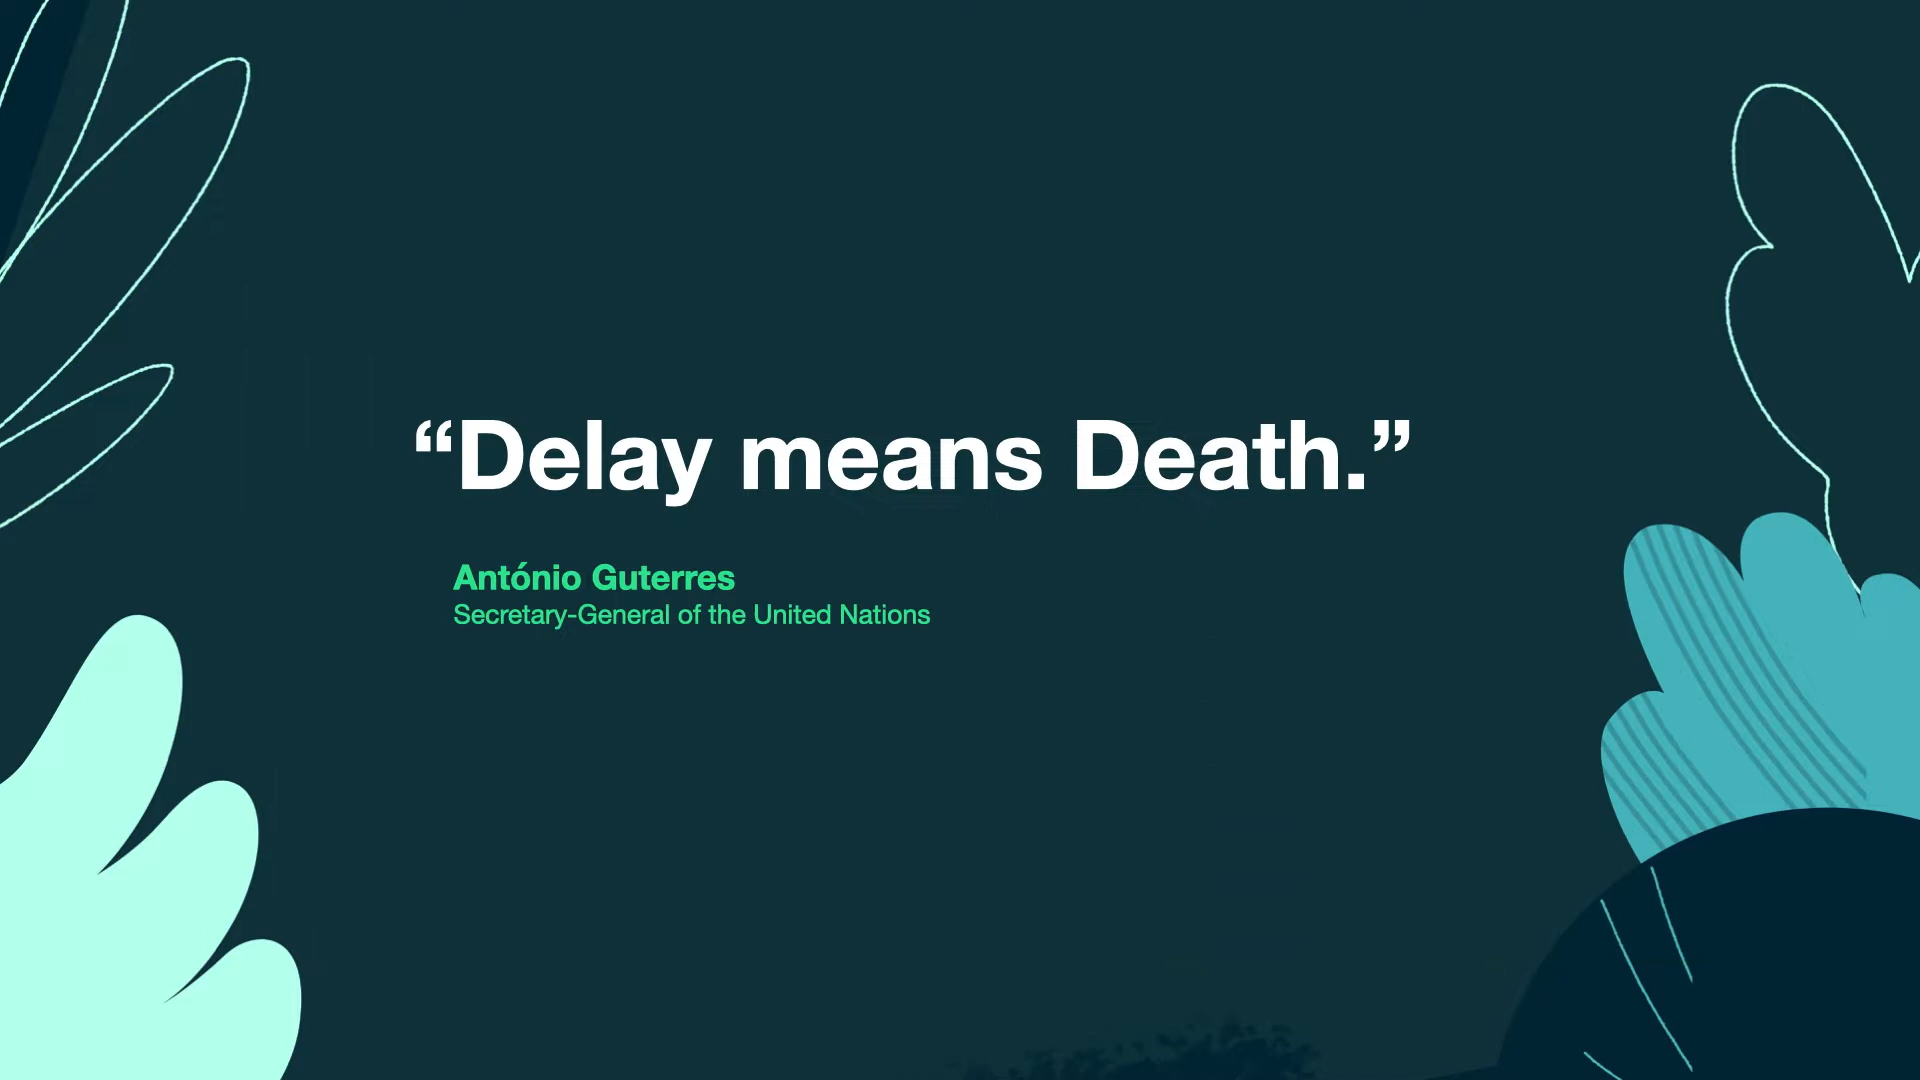 “Delay means Death.”
António Guterres
Secretary-General of the United Nations